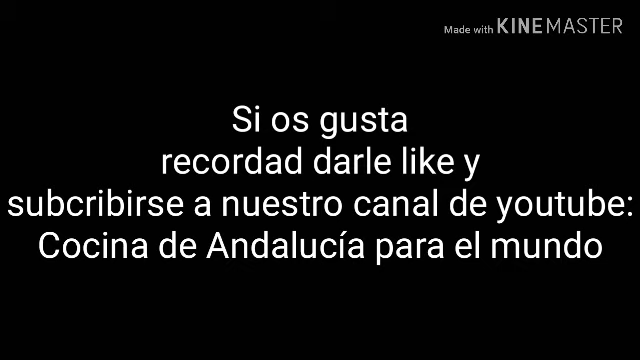 Made with KINEMASTER
Si os gusta
recordad darle like y
subcribirse a nuestro canal de youtube:
Cocina de Andalucía para el mundo